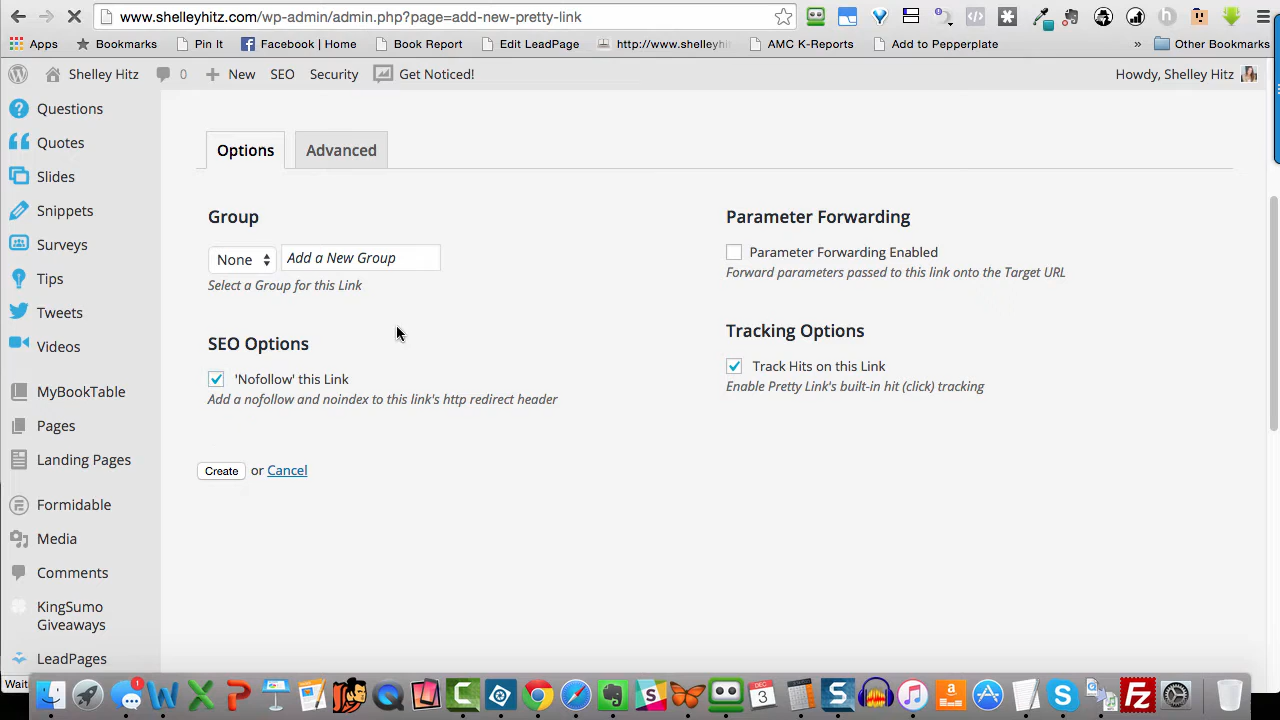 www.shelleyhitz.com/wp-admin/admin.php?page=add-new-pretty-link
Apps Bookmarks Pin It Facebook | Home Book Report Edit LeadPage http://www.shelleyhi AMC K-Reports Add to Pepperplate » Other Bookmarks
Shelley Hitz 0 New SEO Security Get Noticed! Howdy, Shelley Hitz
Questions
Quotes
Slides
Snippets
Surveys
Tips
Tweets
Videos
MyBookTable
Pages
Landing Pages
Formidable
Media
Comments
KingSumo
Giveaways
LeadPages
Wait
Options Advanced
Group
None Add a New Group
Select a Group for this Link
SEO Options
'Nofollow' this Link
Add a nofollow and noindex to this link's http redirect header
Create or Cancel
Parameter Forwarding
Parameter Forwarding Enabled
Forward parameters passed to this link onto the Target URL
Tracking Options
Track Hits on this Link
Enable Pretty Link's built-in hit (click) tracking
1
DEC
3